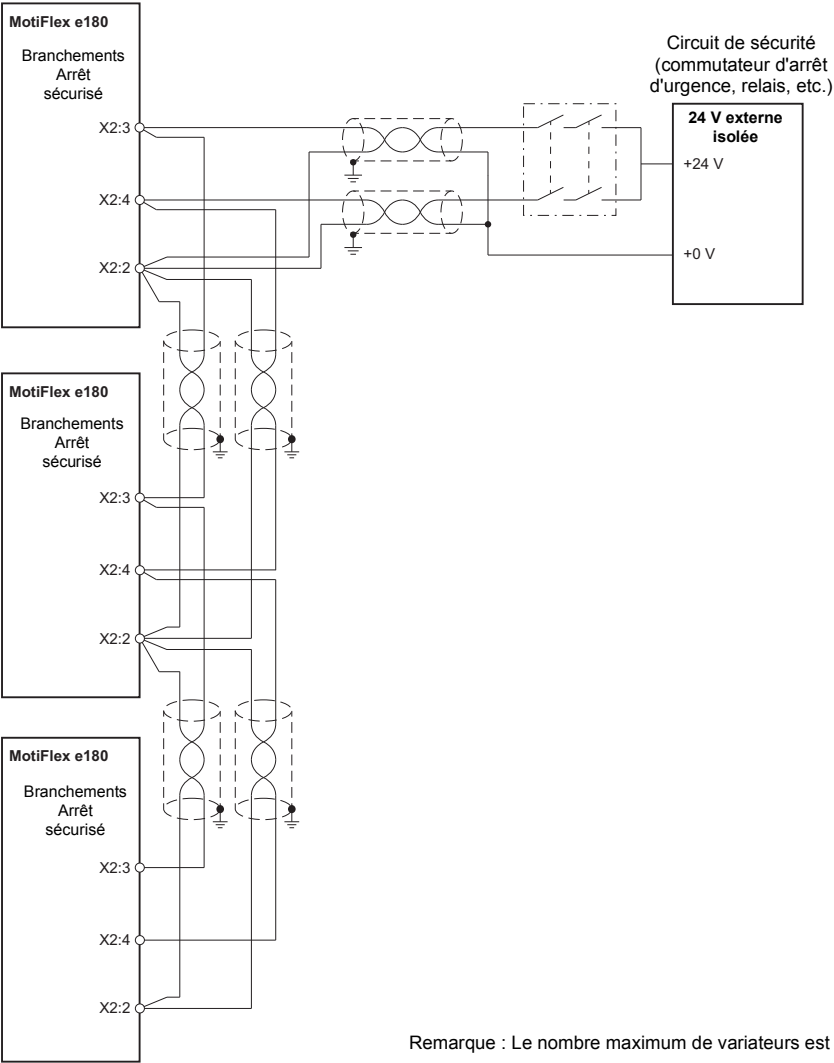 MotiFlex e180
Branchements
Arrêt
sécurisé
X2:3
X2:4
X2:2
Circuit de sécurité
(commutateur d'arrêt
d'urgence, relais, etc.)
24 V externe
isolée
+24 V
+0 V
MotiFlex e180
Branchements
Arrêt
sécurisé
X2:3
X2:4
X2:2
MotiFlex e180
Branchements
Arrêt
sécurisé
X2:3
X2:4
X2:2
Remarque : Le nombre maximum de variateurs est